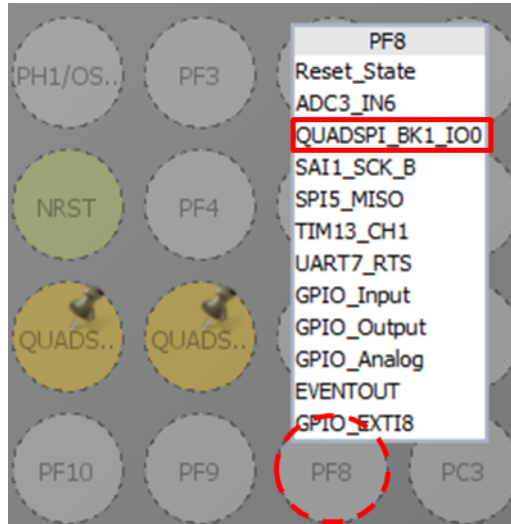 PF8
PH1/OS..
PF3
Reset_State
ADC3_IN6
QUADSPI_BK1_IO0
SAI1_SCK_B
NRST
PF4
SPI5_MISO
TIM13_CH1
UART7_RTS
GPIO_Input
QUADS..
QUADS..
GPIO_Output
GPIO_Analog
EVENTOUT
GPIO_EXTI8
PF10
PF9
PF8
PC3